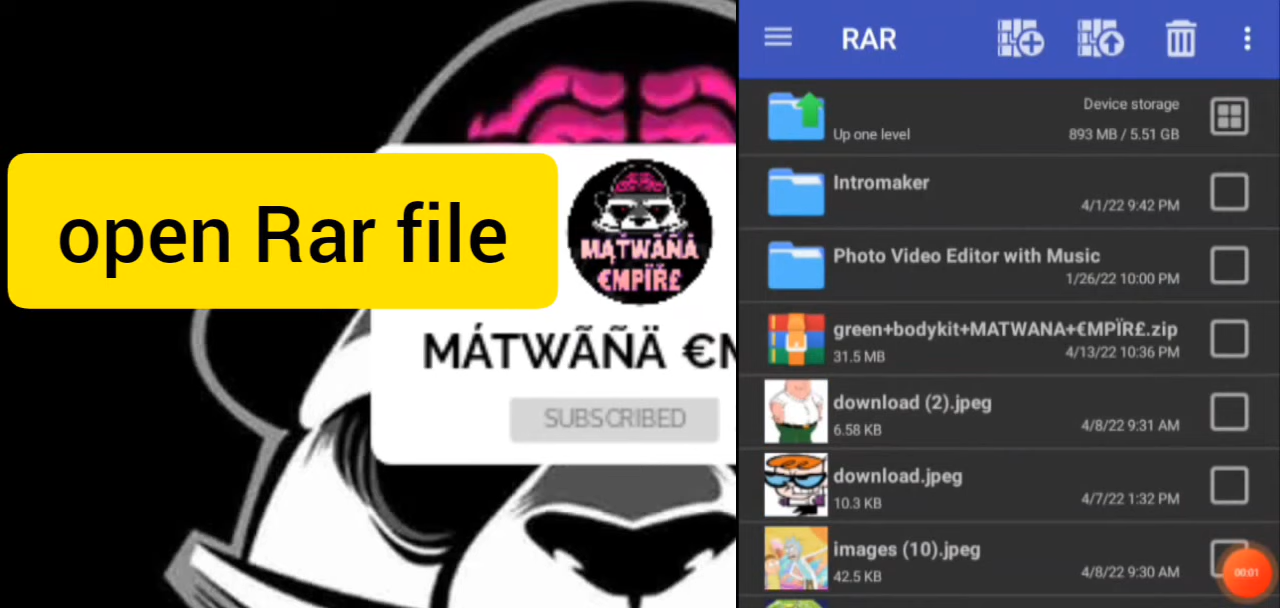 open Rar file
MATWÃÑÄ
€MPÏŔ£
MÁTWÃÑÄ €M
SUBSCRIBED
RAR
Device storage
Up one level
893 MB / 5.51 GB
Intromaker
4/1/22 9:42 PM
Photo Video Editor with Music
1/26/22 10:00 PM
green+bodykit+MATWANA+€MPÏR£.zip
31.5 MB
4/13/22 10:36 PM
download (2).jpeg
6.58 KB
4/8/22 9:31 AM
download.jpeg
10.3 KB
4/7/22 1:32 PM
images (10).jpeg
42.5 KB
4/8/22 9:30 AM
00:01